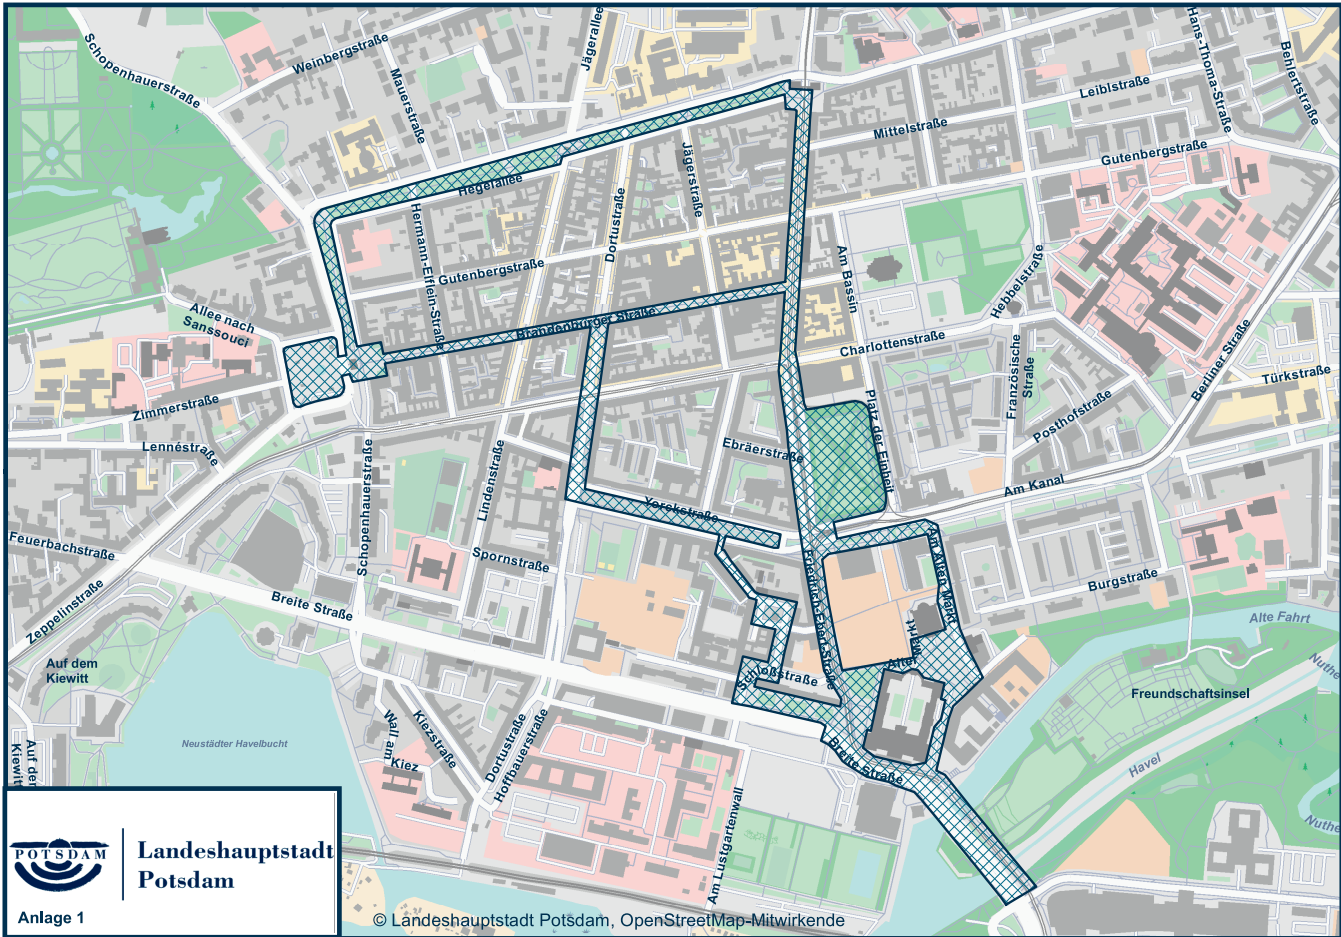 Schopenhauerstraße
Weinbergstraße
Mauerstraße
Jägerallee
Hans-Thoma-Straße
Behlertstraße
Leiblstraße
Mittelstraße
Gutenbergstraße
Hegelallee
Jägerstraße
Hermann-Elflein-Straße
Dortustraße
Gutenbergstraße
Am Bassin
Hebbelstraße
Allee nach
Sanssouci
Brandenburger Straße
Charlottenstraße
Französische
Straße
Berliner Straße
Türkstraße
Zimmerstraße
Lennéstraße
Platz der Einheit
Posthofstraße
Ebräerstraße
Lindenstraße
Schopenhauerstraße
Am Kanal
Yorckstraße
Feuerbachstraße
Spornstraße
Friedrich-Ebert-Straße
Am Alten Markt
Burgstraße
Zeppelinstraße
Breite Straße
Alte Fahrt
Alter
Markt
Auf dem
Kiewitt
Schloßstraße
Nuthe
Freundschaftsinsel
Neustädter Havelbucht
Wall am
Kiez
Kiezstraße
Dortustraße
Hoffbauerstraße
Breite Straße
Havel
Auf der
Kiewitt
Am Lustgartenwall
Nuthe
POTSDAM
Landeshauptstadt
Potsdam
Anlage 1
© Landeshauptstadt Potsdam, OpenStreetMap-Mitwirkende